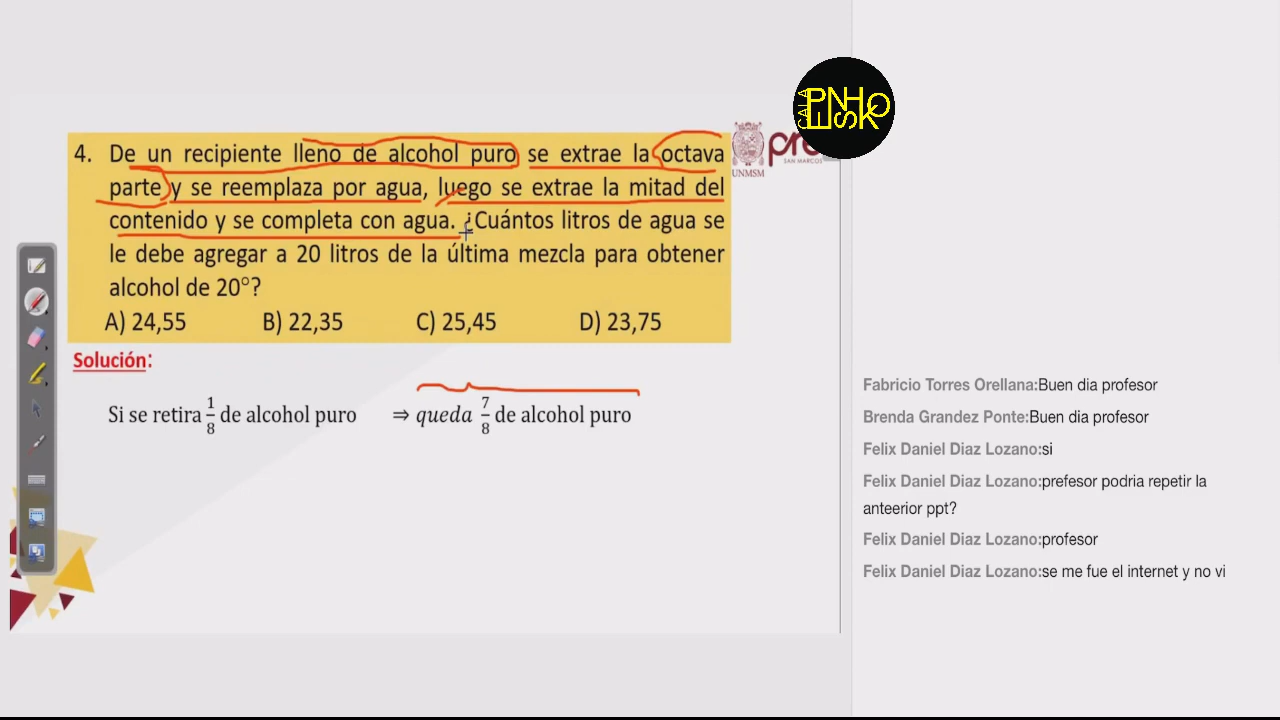 CALA
PNHO
ESK
4. De un recipiente lleno de alcohol puro se extrae la octava
parte y se reemplaza por agua, luego se extrae la mitad del
contenido y se completa con agua. ¿Cuántos litros de agua se
le debe agregar a 20 litros de la última mezcla para obtener
alcohol de 20°?
A) 24,55 B) 22,35 C) 25,45 D) 23,75
UNMSM
pre
SAN MARCOS
Solución:
Si se retira 1/8 de alcohol puro ⇒ queda 7/8 de alcohol puro
Fabricio Torres Orellana:Buen dia profesor
Brenda Grandez Ponte:Buen dia profesor
Felix Daniel Diaz Lozano:si
Felix Daniel Diaz Lozano:prefesor podria repetir la
anteerior ppt?
Felix Daniel Diaz Lozano:profesor
Felix Daniel Diaz Lozano:se me fue el internet y no vi